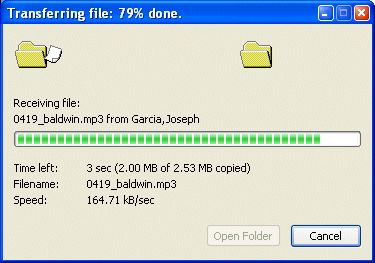 Transferring file: 79% done.
Receiving file:
0419_baldwin.mp3 from Garcia,Joseph
Time left: 3 sec (2.00 MB of 2.53 MB copied)
Filename: 0419_baldwin.mp3
Speed: 164.71 kB/sec
Open Folder Cancel